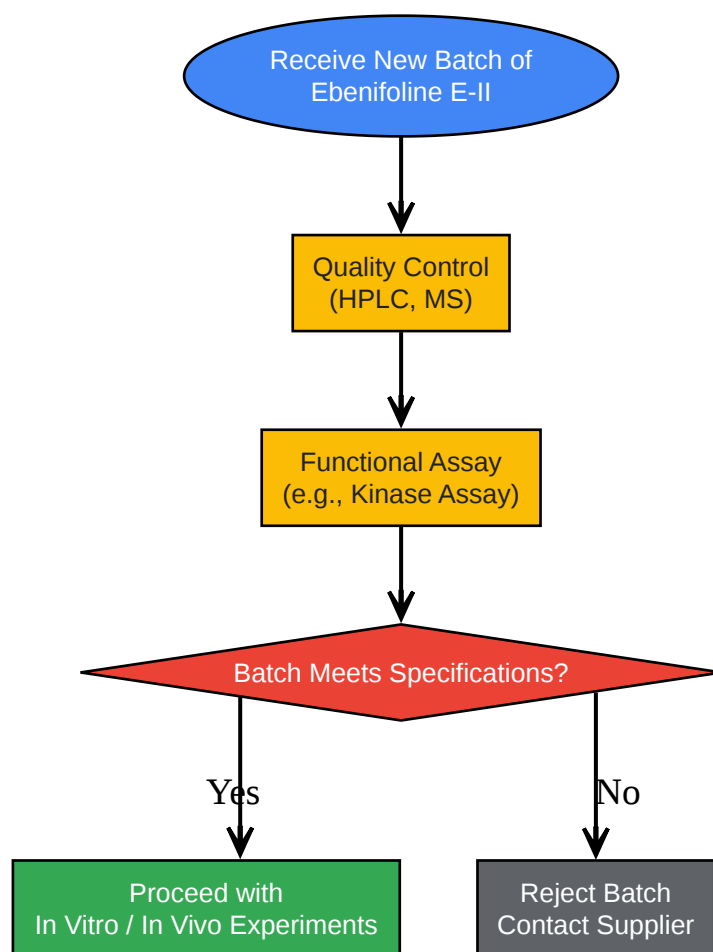 Receive New Batch of
Ebenifoline E-II
Quality Control
(HPLC, MS)
Functional Assay
(e.g., Kinase Assay)
Batch Meets Specifications?
Yes
No
Proceed with
In Vitro / In Vivo Experiments
Reject Batch
Contact Supplier